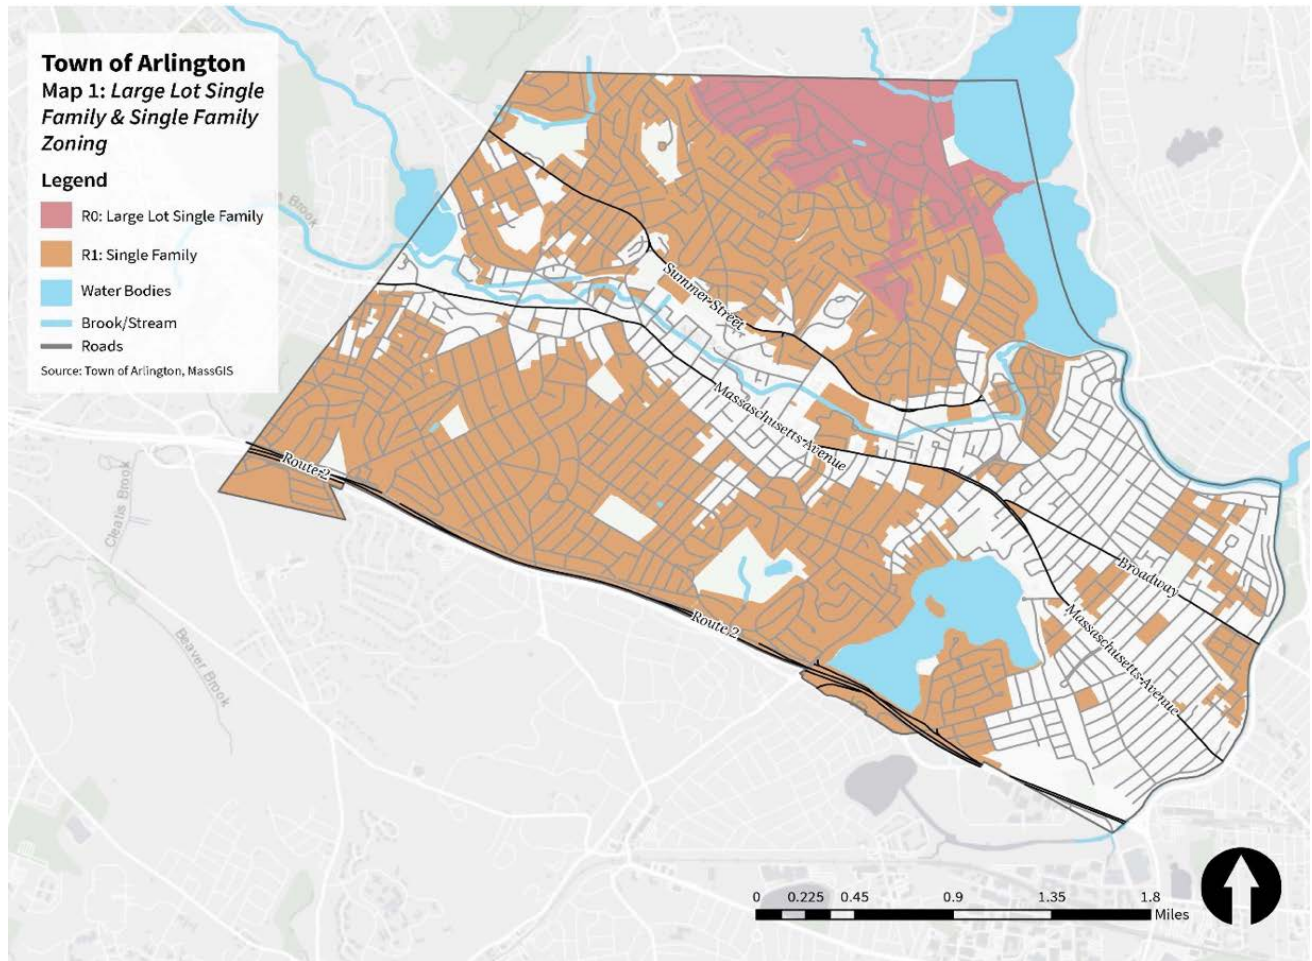 Town of Arlington
Map 1: Large Lot Single
Family & Single Family
Zoning
Legend
R0: Large Lot Single Family
R1: Single Family
Water Bodies
Brook/Stream
Roads
Source: Town of Arlington, MassGIS
Brook
Summer Street
Massachusetts Avenue
Route 2
Cleatis Brook
Broadway
Massachusetts Avenue
Route 2
Beaver Brook
0 0.225 0.45 0.9 1.35 1.8
Miles